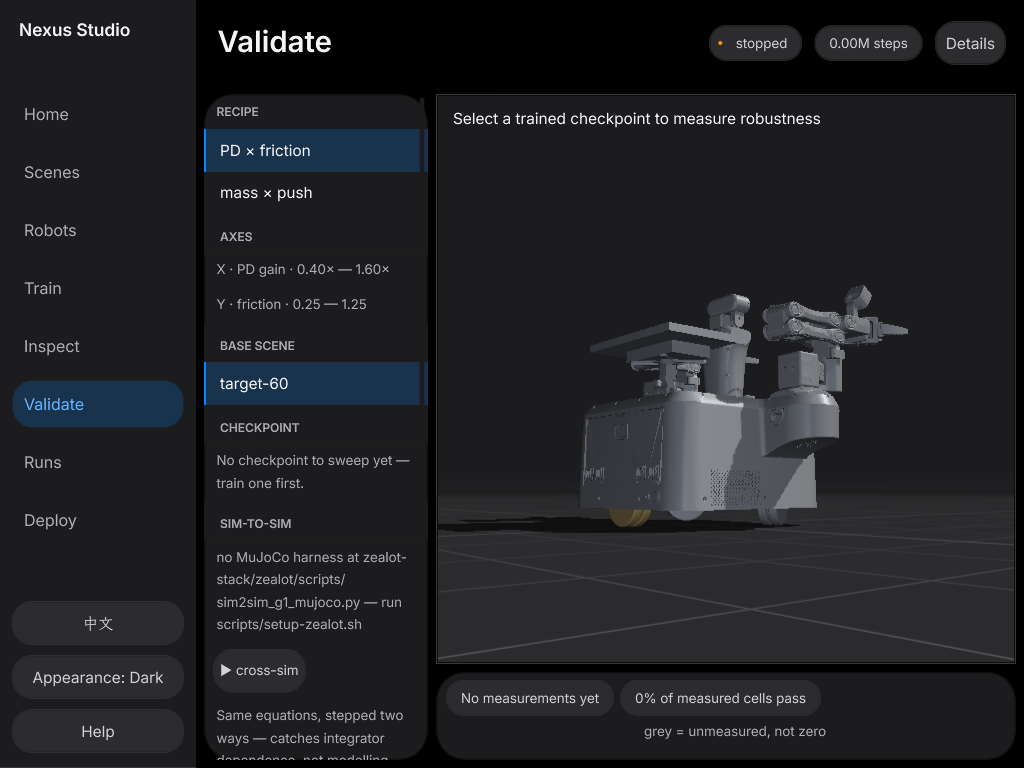 Nexus Studio
Home
Scenes
Robots
Train
Inspect
Validate
Runs
Deploy
中文
Appearance: Dark
Help
Validate
stopped
0.00M steps
Details
RECIPE
PD × friction
mass × push
AXES
X · PD gain · 0.40× — 1.60×
Y · friction · 0.25 — 1.25
BASE SCENE
target-60
CHECKPOINT
No checkpoint to sweep yet —
train one first.
SIM-TO-SIM
no MuJoCo harness at zealot-
stack/zealot/scripts/
sim2sim_g1_mujoco.py — run
scripts/setup-zealot.sh
▶ cross-sim
Same equations, stepped two
ways — catches integrator
dependence, not modelling
Select a trained checkpoint to measure robustness
No measurements yet
0% of measured cells pass
grey = unmeasured, not zero